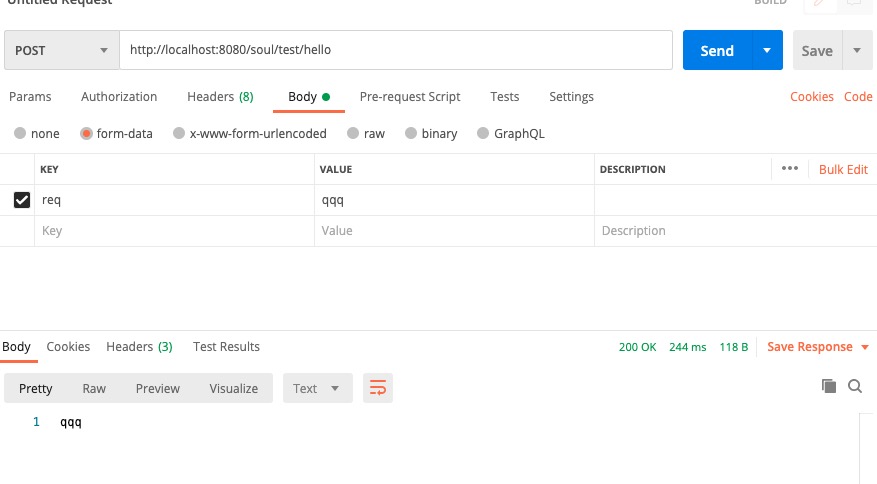 Untitled Request BUILD
POST http://localhost:8080/soul/test/hello Send Save
Params Authorization Headers (8) Body Pre-request Script Tests Settings Cookies Code
none form-data x-www-form-urlencoded raw binary GraphQL
KEY VALUE DESCRIPTION ••• Bulk Edit
req qqq
Key Value Description
Body Cookies Headers (3) Test Results 200 OK 244 ms 118 B Save Response
Pretty Raw Preview Visualize Text
1 qqq